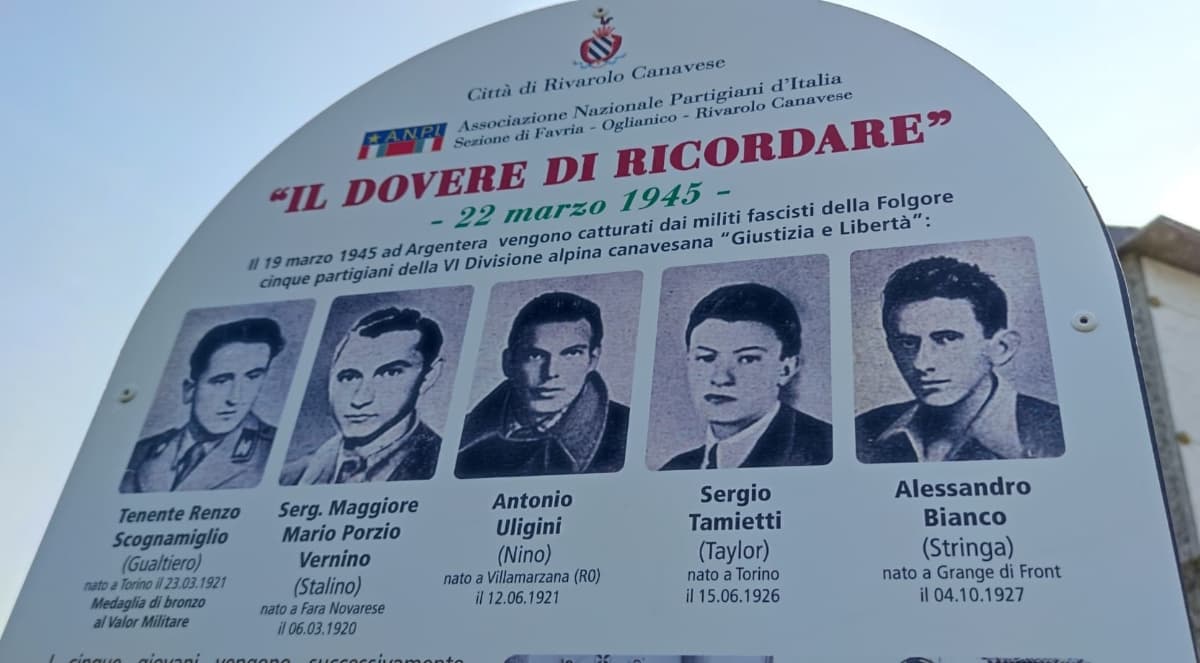 Città di Rivarolo Canavese
A.N.P.I.
Associazione Nazionale Partigiani d'Italia
Sezione di Favria - Oglianico - Rivarolo Canavese
“IL DOVERE DI RICORDARE”
- 22 marzo 1945 -
Il 19 marzo 1945 ad Argentera vengono catturati dai militi fascisti della Folgore
cinque partigiani della VI Divisione alpina canavesana “Giustizia e Libertà”:
Tenente Renzo
Scognamiglio
(Gualtiero)
nato a Torino il 23.03.1921
Medaglia di bronzo
al Valor Militare
Serg. Maggiore
Mario Porzio
Vernino
(Stalino)
nato a Fara Novarese
il 06.03.1920
Antonio
Uligini
(Nino)
nato a Villamarzana (RO)
il 12.06.1921
Sergio
Tamietti
(Taylor)
nato a Torino
il 15.06.1926
Alessandro
Bianco
(Stringa)
nato a Grange di Front
il 04.10.1927
I cinque giovani vengono successivamente